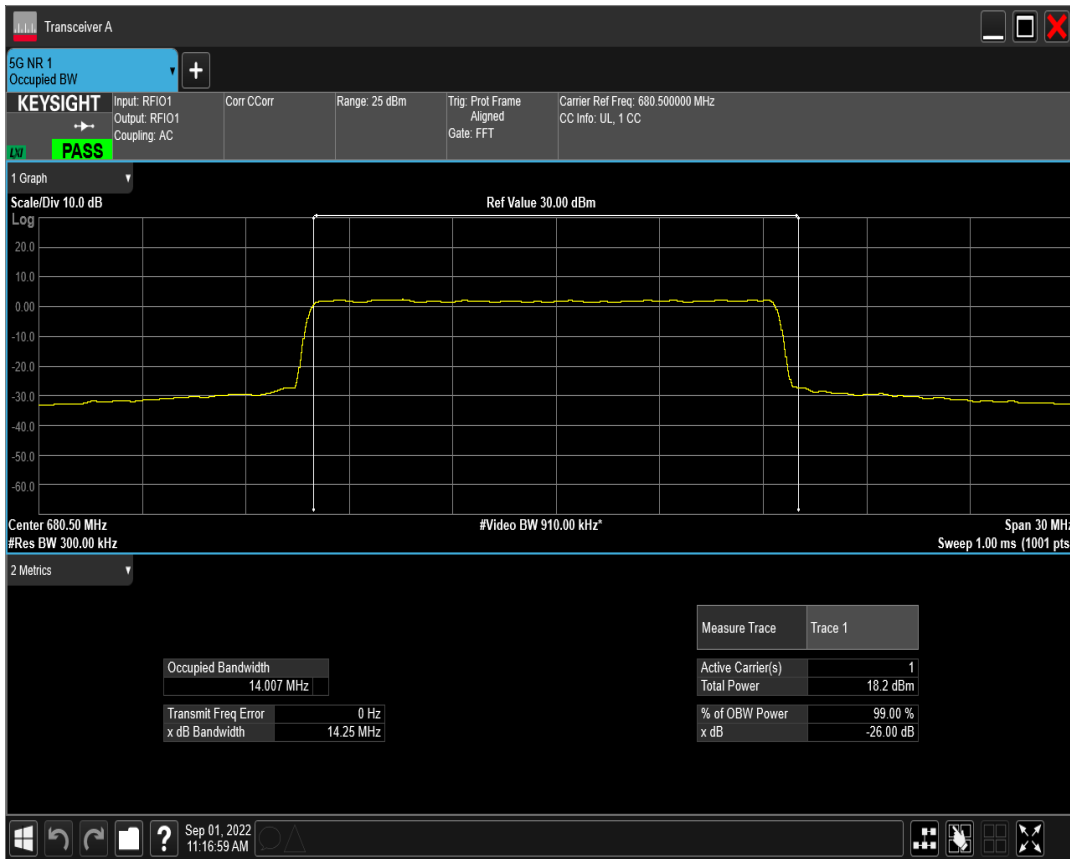 Transceiver A
5G NR 1
Occupied BW
+
KEYSIGHT
LXI
PASS
Input: RFIO1
Output: RFIO1
Coupling: AC
Corr CCorr
Range: 25 dBm
Trig: Prot Frame
Aligned
Gate: FFT
Carrier Ref Freq: 680.500000 MHz
CC Info: UL, 1 CC
1 Graph
Scale/Div 10.0 dB
Ref Value 30.00 dBm
Log
20.0
10.0
0.00
-10.0
-20.0
-30.0
-40.0
-50.0
-60.0
Center 680.50 MHz
#Video BW 910.00 kHz*
Span 30 MHz
#Res BW 300.00 kHz
Sweep 1.00 ms (1001 pts
2 Metrics
Measure Trace Trace 1
Occupied Bandwidth
14.007 MHz
Active Carrier(s) 1
Total Power 18.2 dBm
Transmit Freq Error 0 Hz
x dB Bandwidth 14.25 MHz
% of OBW Power 99.00 %
x dB -26.00 dB
?
Sep 01, 2022
11:16:59 AM